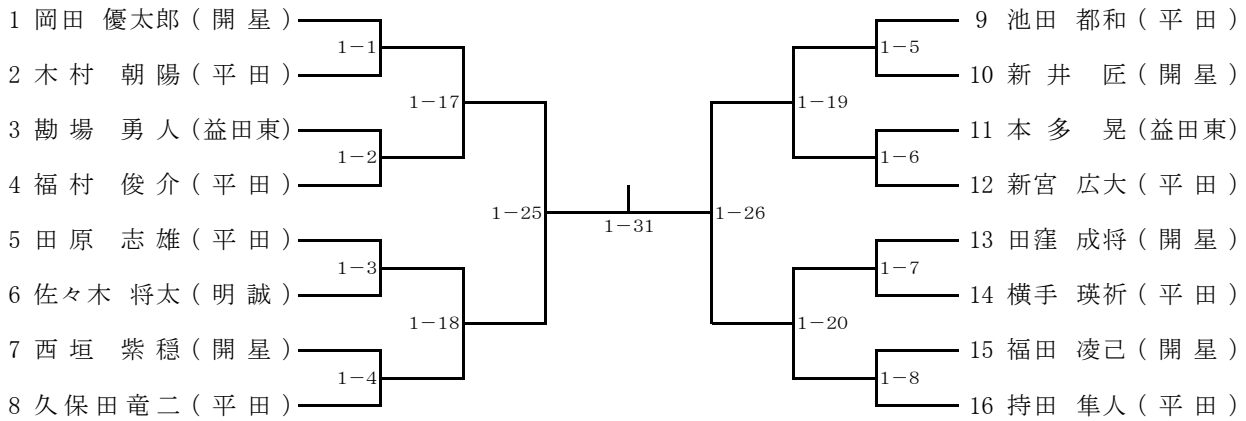 1 岡田 優太郎 ( 開 星 )
1－1
2 木 村 朝 陽 ( 平 田 )
1－17
3 勘 場 勇 人 (益田東)
1－2
4 福 村 俊 介 ( 平 田 )
1－25
5 田 原 志 雄 ( 平 田 )
1－3
6 佐々木 将太 ( 明 誠 )
1－18
7 西 垣 紫 穏 ( 開 星 )
1－4
8 久保田竜二 ( 平 田 )
1－31
9 池田 都和 ( 平 田 )
1－5
10 新 井 匠 ( 開 星 )
1－19
11 本 多 晃 (益田東)
1－6
12 新宮 広大 ( 平 田 )
1－26
13 田窪 成将 ( 開 星 )
1－7
14 横手 瑛祈 ( 平 田 )
1－20
15 福田 凌己 ( 開 星 )
1－8
16 持田 隼人 ( 平 田 )